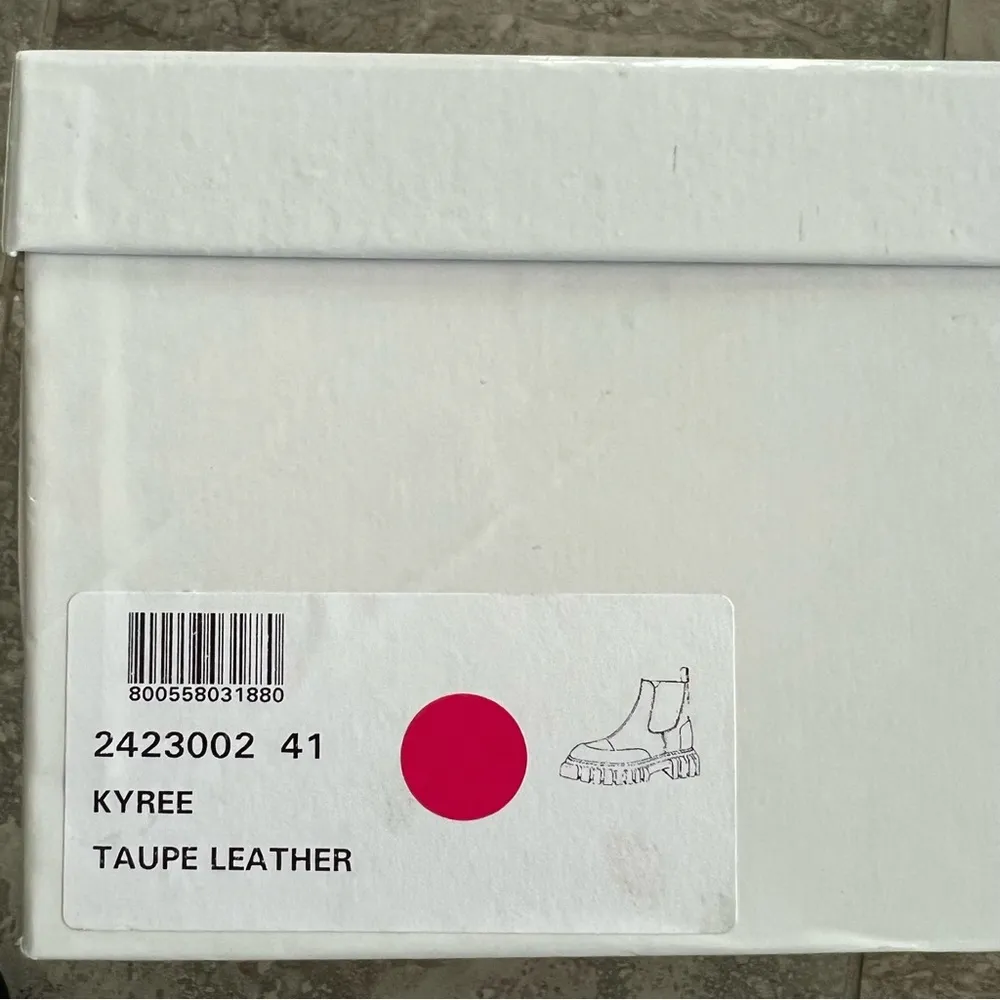 800558031880
2423002 41
KYREE
TAUPE LEATHER